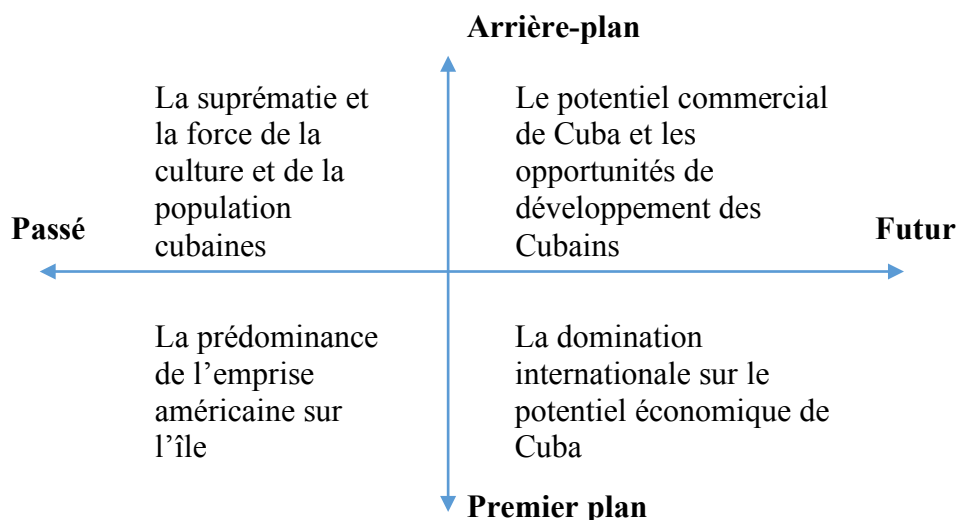 Arrière-plan
La suprématie et
la force de la
culture et de la
population
cubaines
Le potentiel commercial
de Cuba et les
opportunités de
développement des
Cubains
Passé
Futur
La prédominance
de l’emprise
américaine sur
l’île
La domination
internationale sur le
potentiel économique de
Cuba
Premier plan